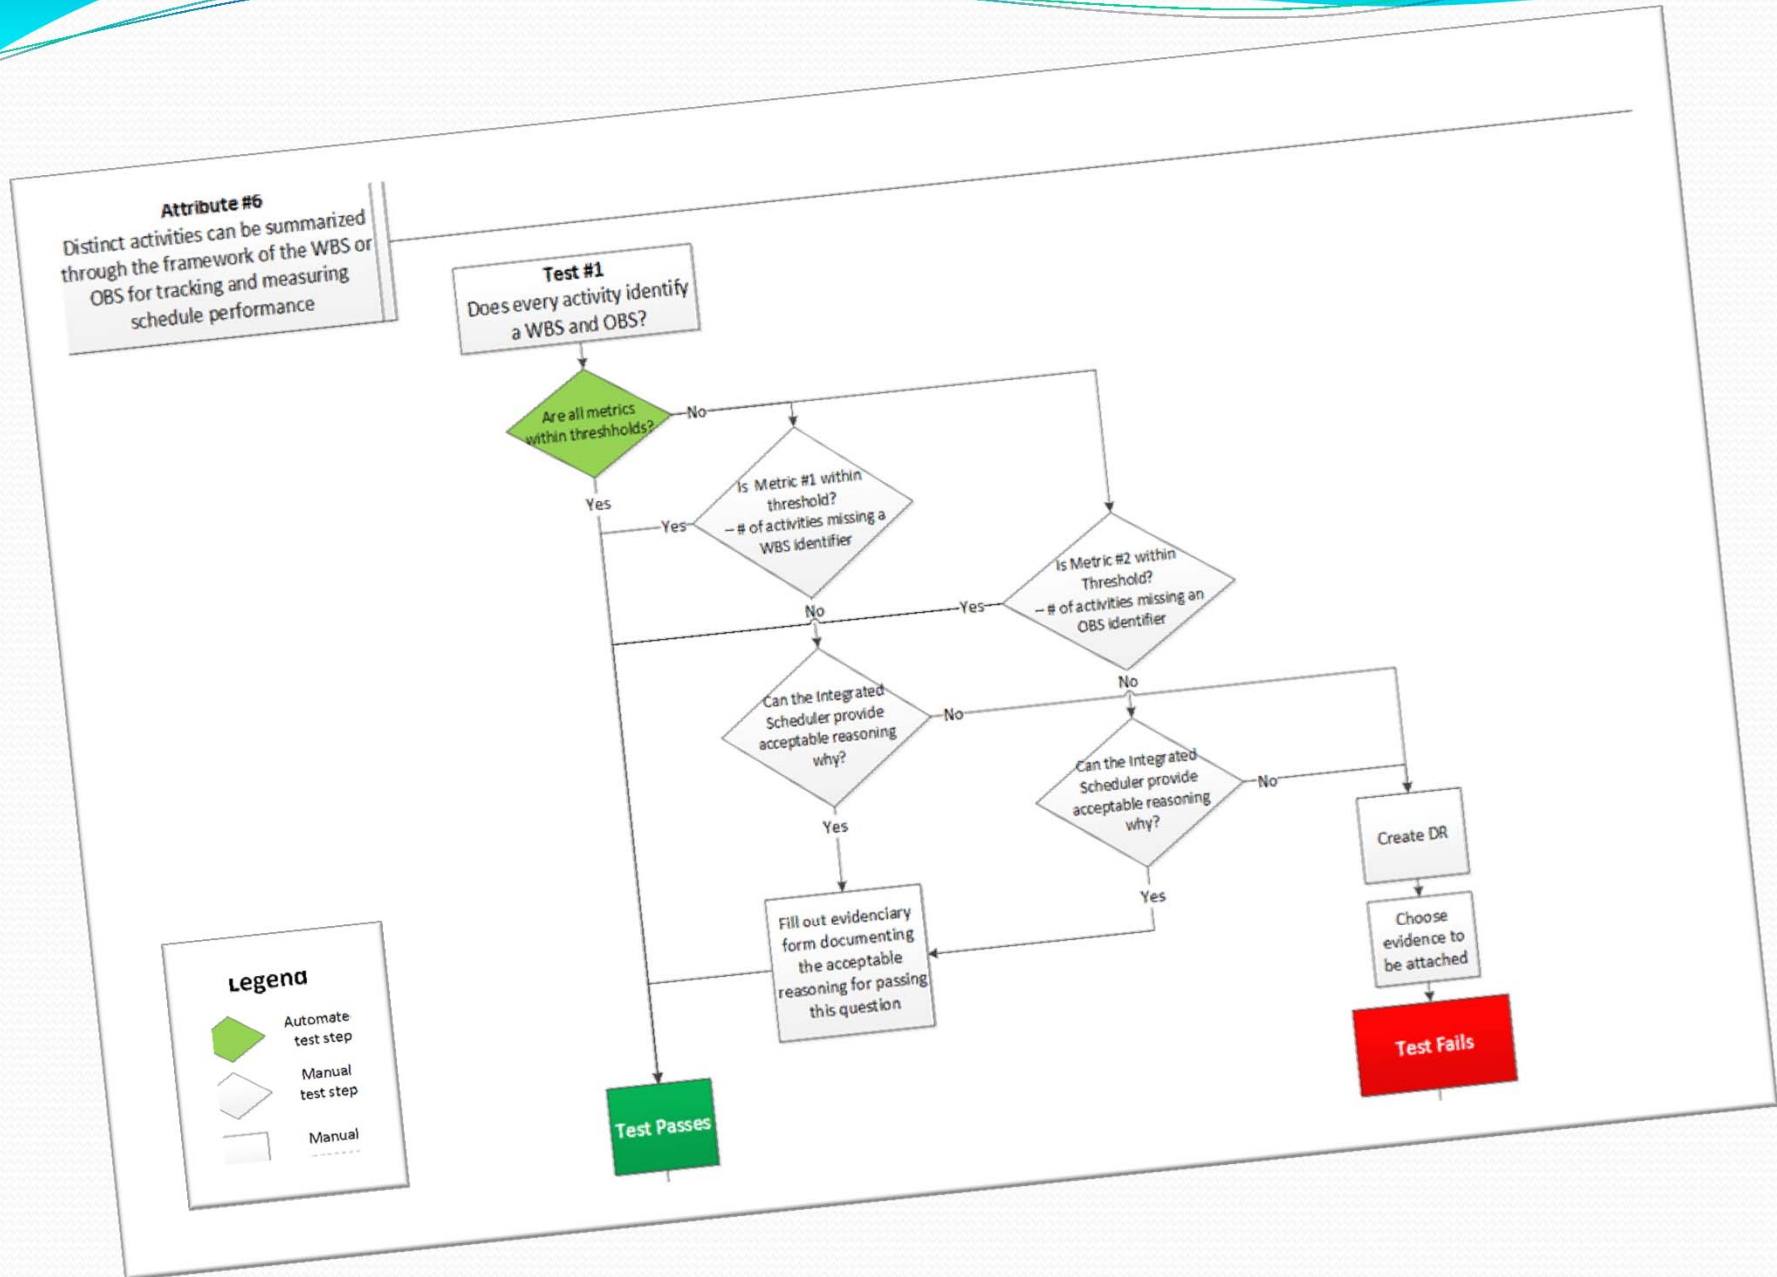 Attribute #6
Distinct activities can be summarized
through the framework of the WBS or
OBS for tracking and measuring
schedule performance
Test #1
Does every activity identify
a WBS and OBS?
Are all metrics
within threshholds?
No
Yes
Is Metric #1 within
threshold?
– # of activities missing a
WBS identifier
Yes
No
Is Metric #2 within
Threshold?
– # of activities missing an
OBS identifier
Yes
No
Can the Integrated
Scheduler provide
acceptable reasoning
why?
No
Yes
Can the Integrated
Scheduler provide
acceptable reasoning
why?
No
Yes
Create DR
Choose
evidence to
be attached
Fill out evidenciary
form documenting
the acceptable
reasoning for passing
this question
Test Fails
Test Passes
Legend
Automate
test step
Manual
test step
Manual